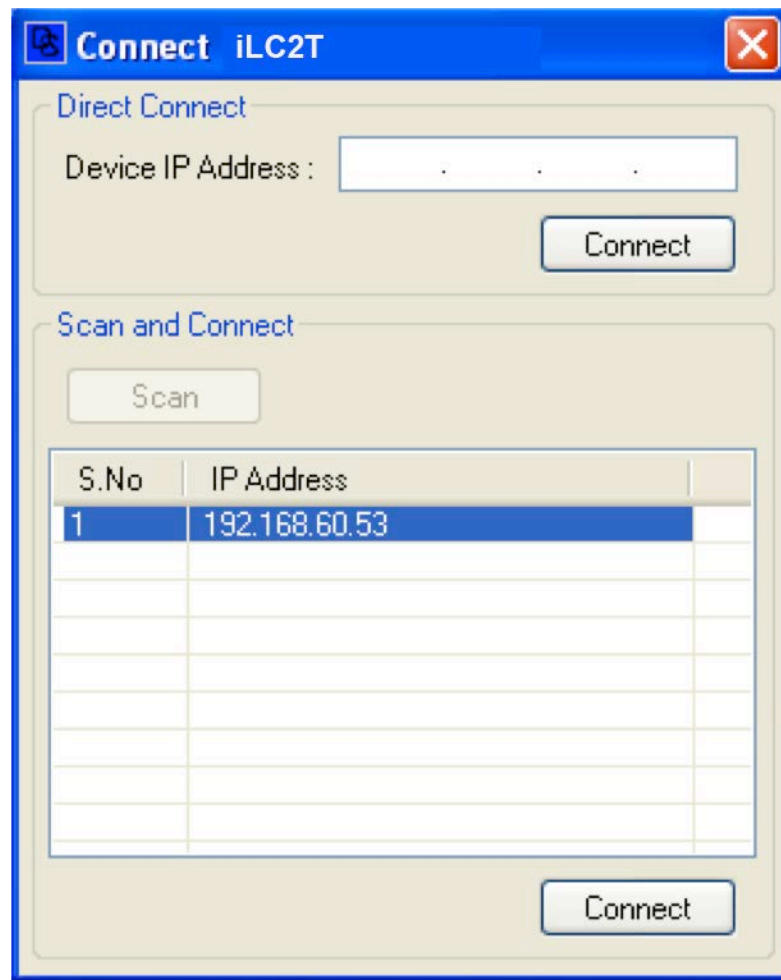 Connect iLC2T
Direct Connect
Device IP Address :
. . .
Connect
Scan and Connect
Scan
S.No IP Address
1 192.168.60.53
Connect